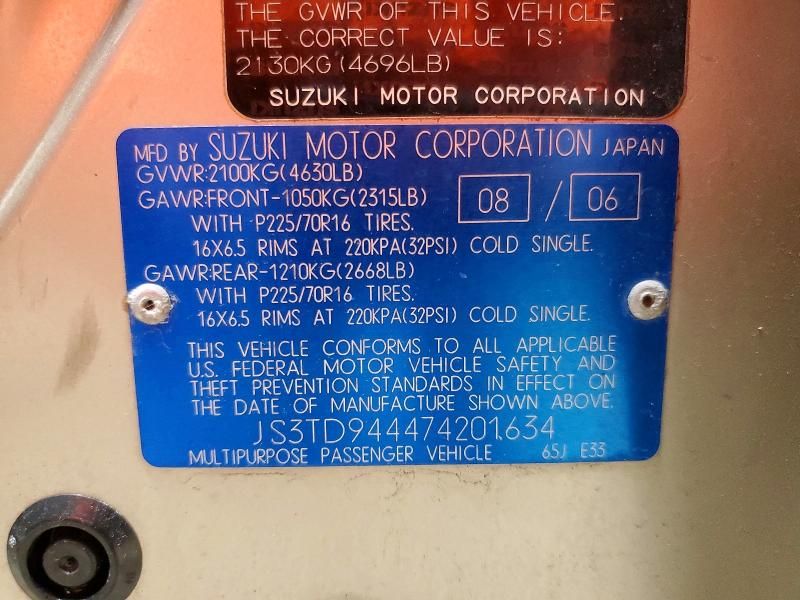 THE GVWR OF THIS VEHICLE.
THE CORRECT VALUE IS:
2130KG(4696LB)
SUZUKI MOTOR CORPORATION
MFD BY SUZUKI MOTOR CORPORATION JAPAN
GVWR:2100KG(4630LB)
GAWR:FRONT-1050KG(2315LB) 08 / 06
WITH P225/70R16 TIRES.
16X6.5 RIMS AT 220KPA(32PSI) COLD SINGLE.
GAWR:REAR-1210KG(2668LB)
WITH P225/70R16 TIRES.
16X6.5 RIMS AT 220KPA(32PSI) COLD SINGLE.
THIS VEHICLE CONFORMS TO ALL APPLICABLE
U.S. FEDERAL MOTOR VEHICLE SAFETY AND
THEFT PREVENTION STANDARDS IN EFFECT ON
THE DATE OF MANUFACTURE SHOWN ABOVE.
JS3TD944474201634
MULTIPURPOSE PASSENGER VEHICLE 65J E33